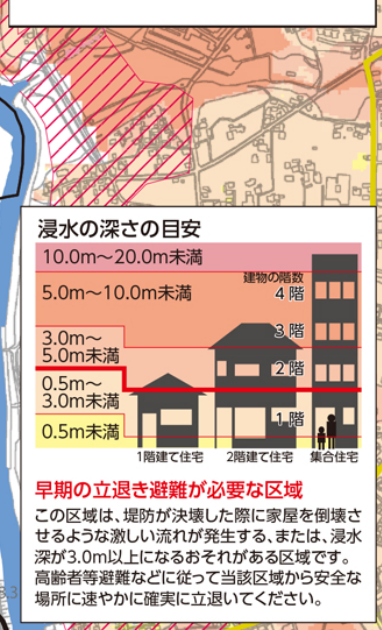 浸水の深さの目安
10.0m～20.0m未満
建物の階数
5.0m～10.0m未満
4階
3階
3.0m～
5.0m未満
2階
0.5m～
3.0m未満
1階
0.5m未満
1階建て住宅 2階建て住宅 集合住宅
早期の立退き避難が必要な区域
この区域は、堤防が決壊した際に家屋を倒壊さ
せるような激しい流れが発生する、または、浸水
深が3.0m以上になるおそれがある区域です。
高齢者等避難などに従って当該区域から安全な
場所に速やかに確実に立退いてください。